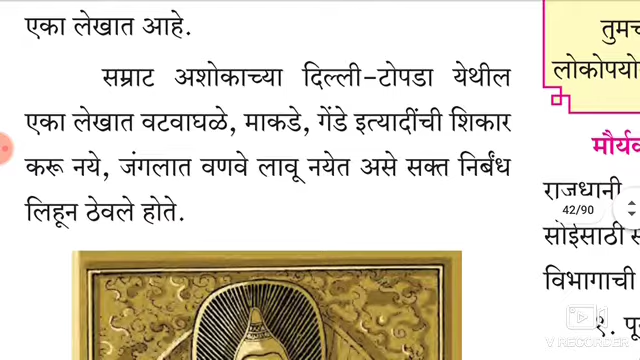 एका लेखात आहे.
सम्राट अशोकाच्या दिल्ली-टोपडा येथील
एका लेखात वटवाघळे, माकडे, गेंडे इत्यादींची शिकार
करू नये, जंगलात वणवे लावू नयेत असे सक्त निर्बंध
लिहून ठेवले होते.
लोकोपयो
राजधानी
42/90
सोईसाठी
विभागाची
V RECORDER